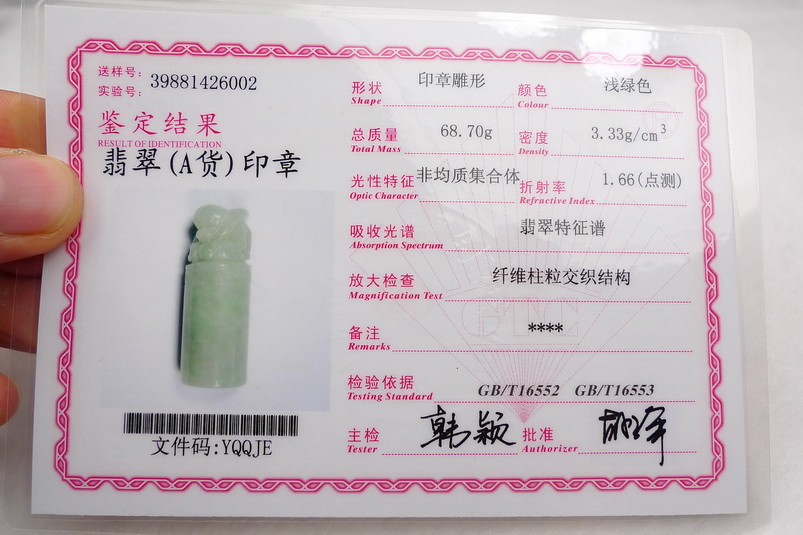 送样号:
实验号: 39881426002
鉴定结果
RESULT OF IDENTIFICATION
翡翠(A货)印章
文件码:YQQJE
形状 印章雕形 颜色 浅绿色
Shape Colour
总质量 68.70g 密度 3.33g/cm³
Total Mass Density
光性特征 非均质集合体 折射率 1.66(点测)
Optic Character Refractive Index
吸收光谱 翡翠特征谱
Absorption Spectrum
放大检查 纤维柱粒交织结构
Magnification Test
备注 ****
Remarks
检验依据 GB/T16552 GB/T16553
Testing Standard
主检 韩颖 批准
Tester Authorizer